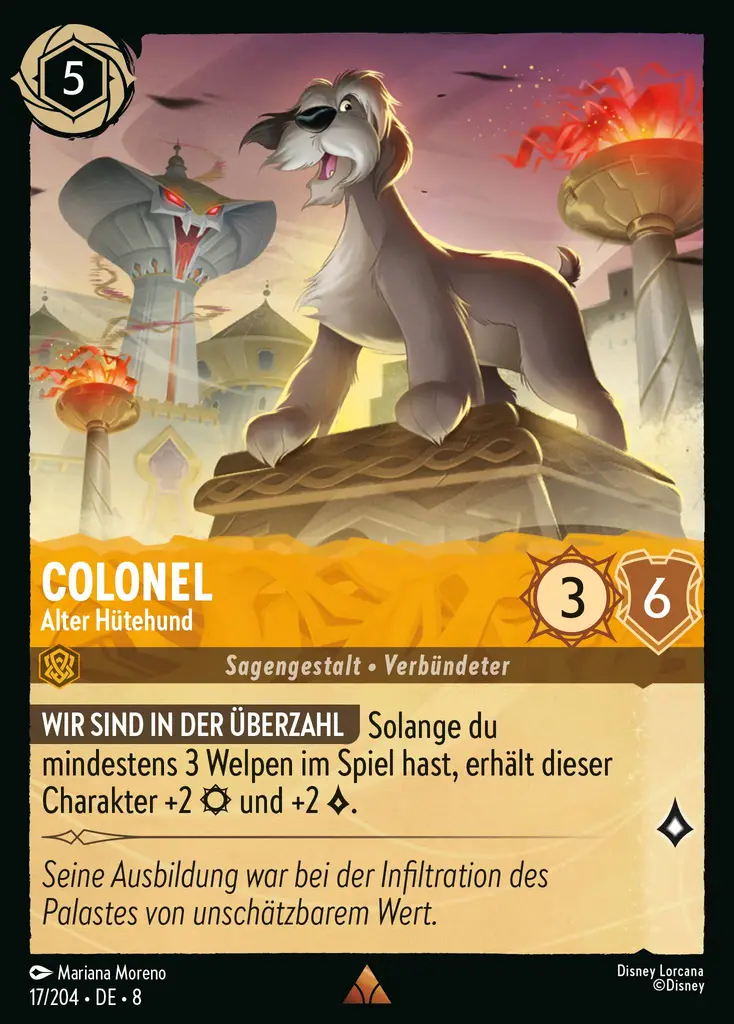 5
COLONEL
Alter Hütehund
3
6
Sagengestalt • Verbündeter
WIR SIND IN DER ÜBERZAHL Solange du
mindestens 3 Welpen im Spiel hast, erhält dieser
Charakter +2 und +2.
Seine Ausbildung war bei der Infiltration des
Palastes von unschätzbarem Wert.
Mariana Moreno
17/204 • DE • 8
Disney Lorcana
©Disney